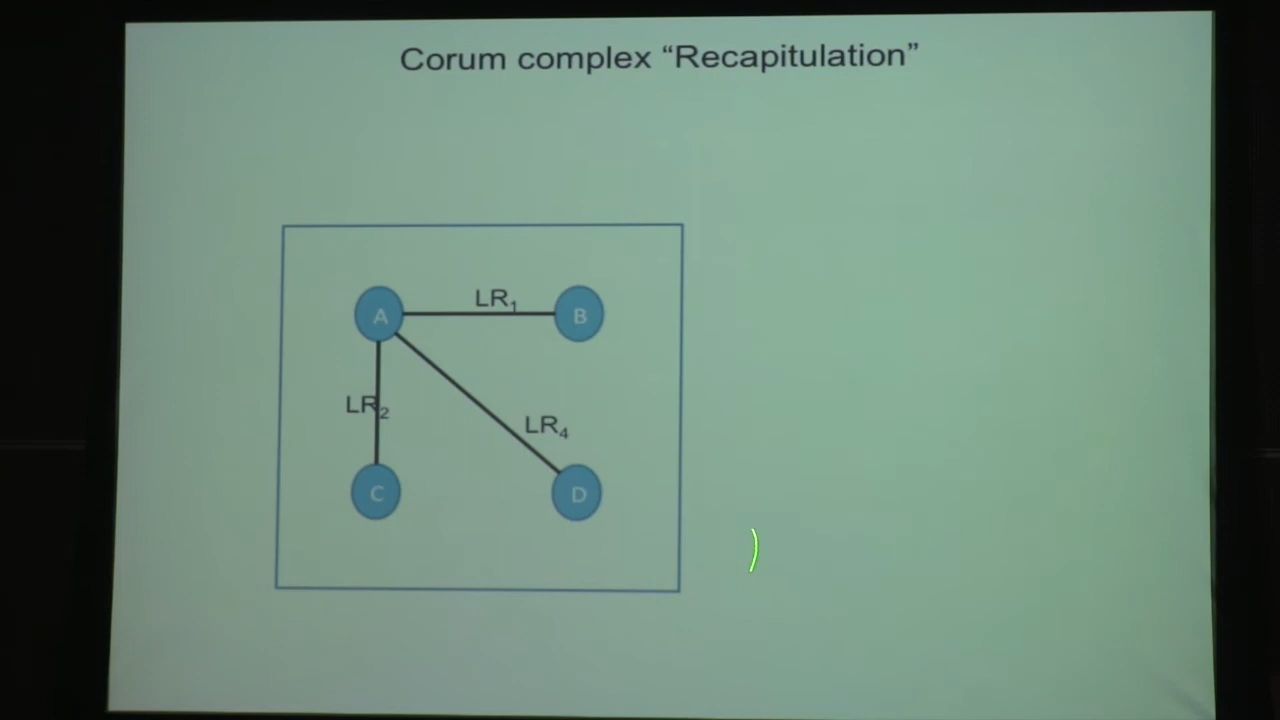 Corum complex “Recapitulation”
LR₁
A
B
LR₂
LR₄
C
D